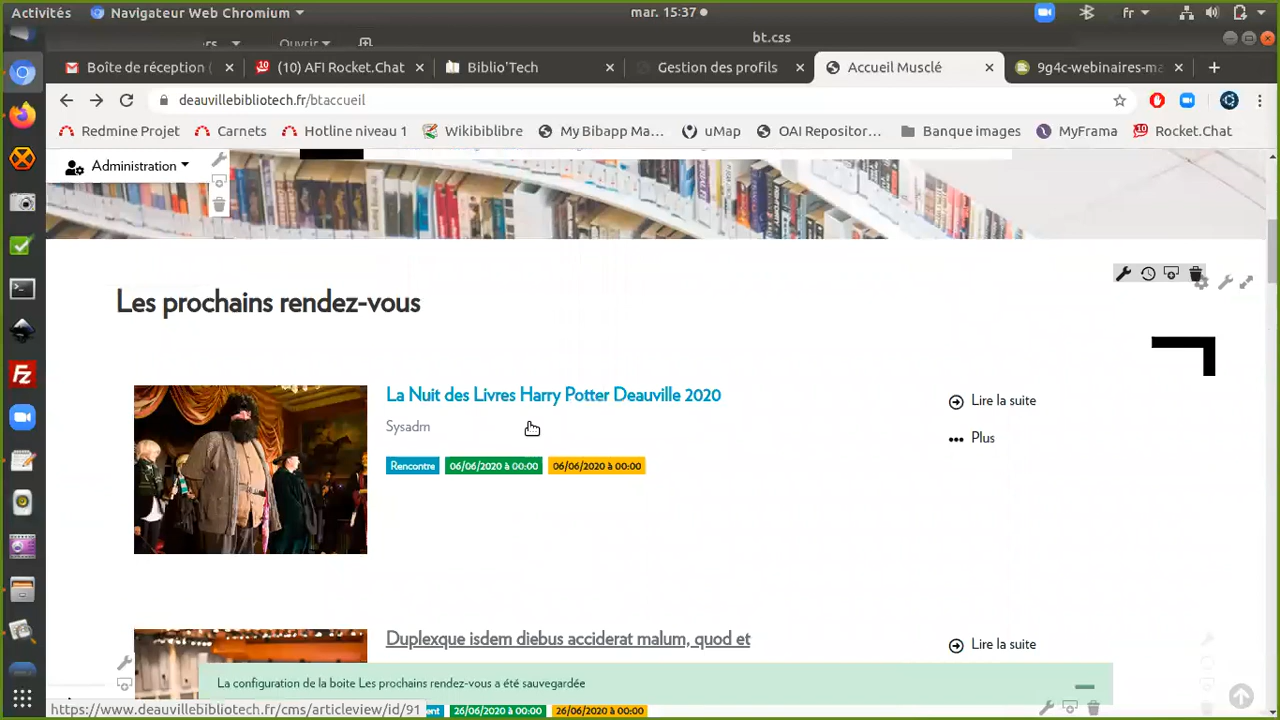 Activités
Navigateur Web Chromium
mar. 15:37
fr
Ouvrir
bt.css
Boîte de réception (
(10) AFI Rocket.Chat
Biblio'Tech
Gestion des profils
Accueil Musclé
9g4c-webinaires-ma
deauvillebibliotech.fr/btaccueil
Redmine Projet
Carnets
Hotline niveau 1
Wikibiblibre
My Bibapp Ma...
uMap
OAI Repositor...
Banque images
MyFrama
Rocket.Chat
Administration
Les prochains rendez-vous
La Nuit des Livres Harry Potter Deauville 2020
Sysadm
Rencontre
06/06/2020 à 00:00
06/06/2020 à 00:00
Lire la suite
Plus
Duplexque isdem diebus acciderat malum, quod et
Lire la suite
La configuration de la boite Les prochains rendez-vous a été sauvegardée
https://www.deauvillebibliotech.fr/cms/articleview/id/91
26/06/2020 à 00:00
26/06/2020 à 00:00